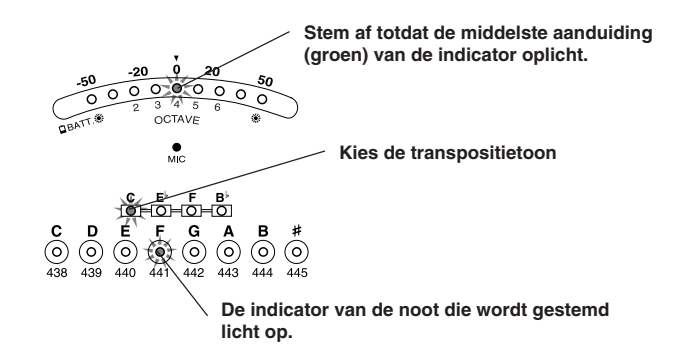 Stem af totdat de middelste aanduiding
(groen) van de indicator oplicht.
-50 -20 0 20 50
2 3 4 5 6
BATT. OCTAVE
MIC
Kies de transpositietoon
C E♭ F B♭
C D E F G A B #
438 439 440 441 442 443 444 445
De indicator van de noot die wordt gestemd
licht op.